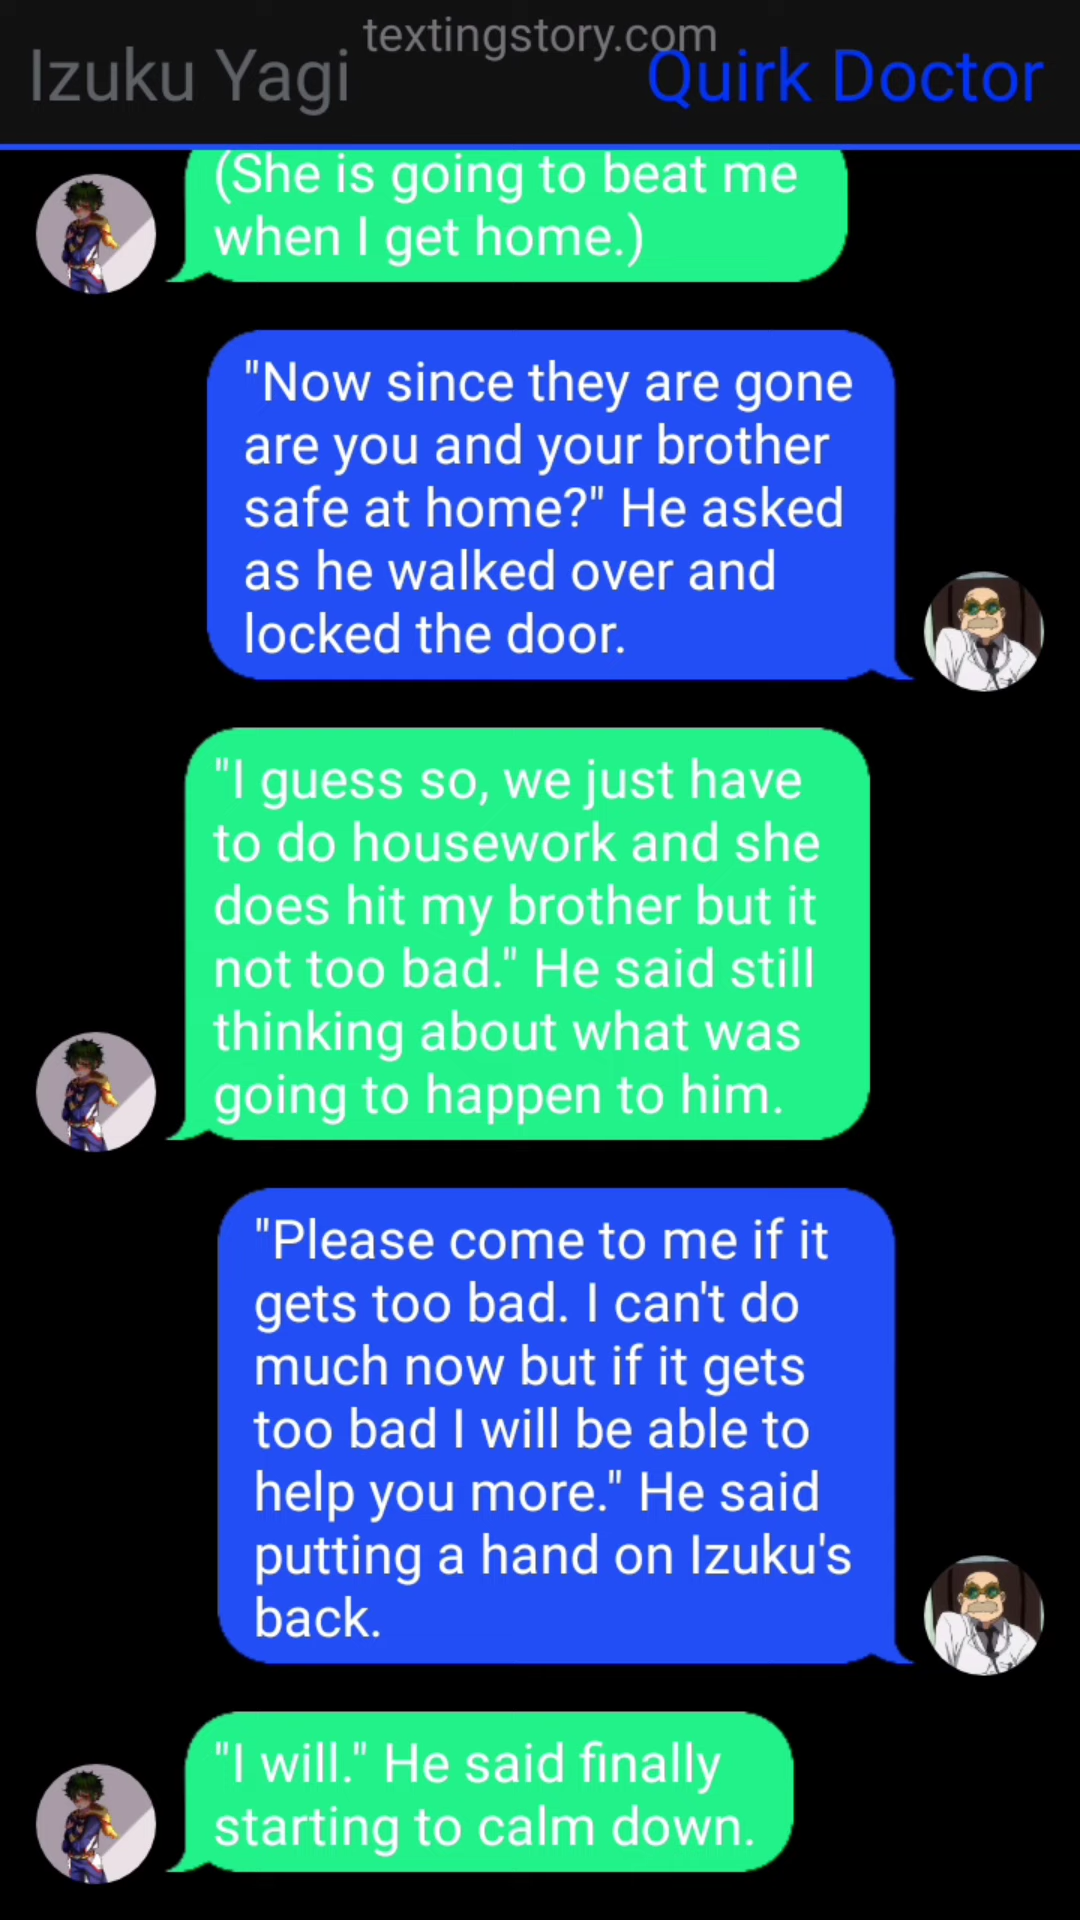 textingstory.com
Izuku Yagi
Quirk Doctor
(She is going to beat me
when I get home.)
"Now since they are gone
are you and your brother
safe at home?" He asked
as he walked over and
locked the door.
"I guess so, we just have
to do housework and she
does hit my brother but it
not too bad." He said still
thinking about what was
going to happen to him.
"Please come to me if it
gets too bad. I can't do
much now but if it gets
too bad I will be able to
help you more." He said
putting a hand on Izuku's
back.
"I will." He said finally
starting to calm down.